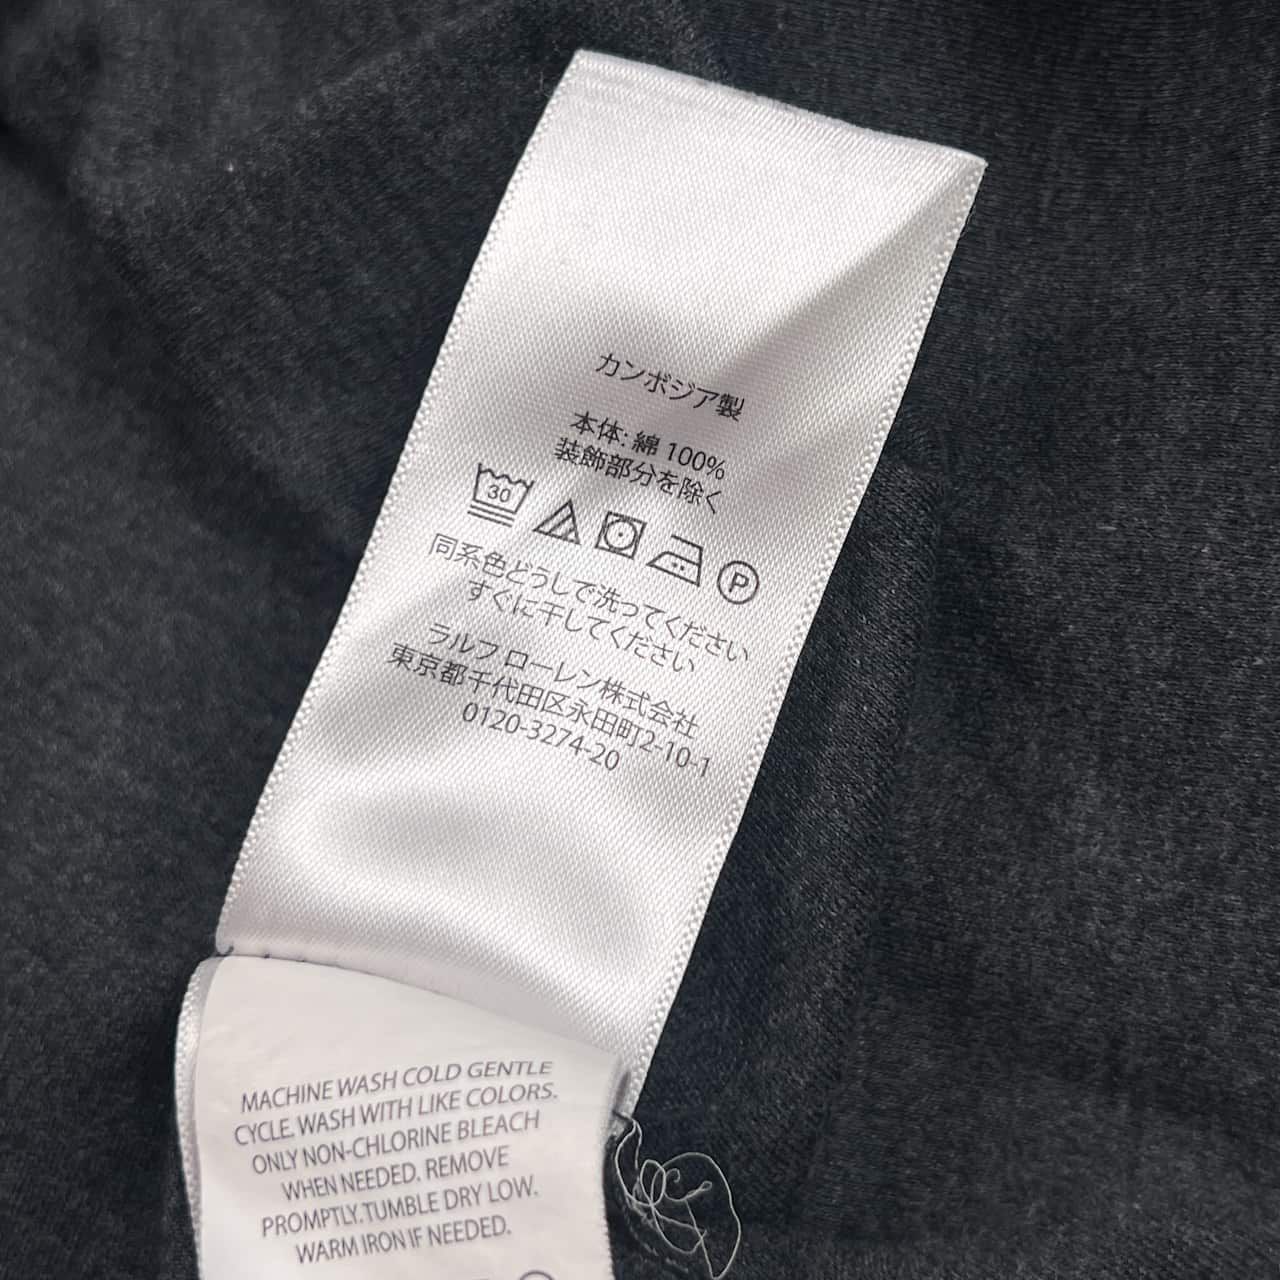 カンボジア製
本体: 綿 100%
装飾部分を除く
30 P
同系色どうしで洗ってください
すぐに干してください
ラルフ ローレン株式会社
東京都千代田区永田町2-10-1
0120-3274-20
MACHINE WASH COLD GENTLE
CYCLE. WASH WITH LIKE COLORS.
ONLY NON-CHLORINE BLEACH
WHEN NEEDED. REMOVE
PROMPTLY. TUMBLE DRY LOW.
WARM IRON IF NEEDED.